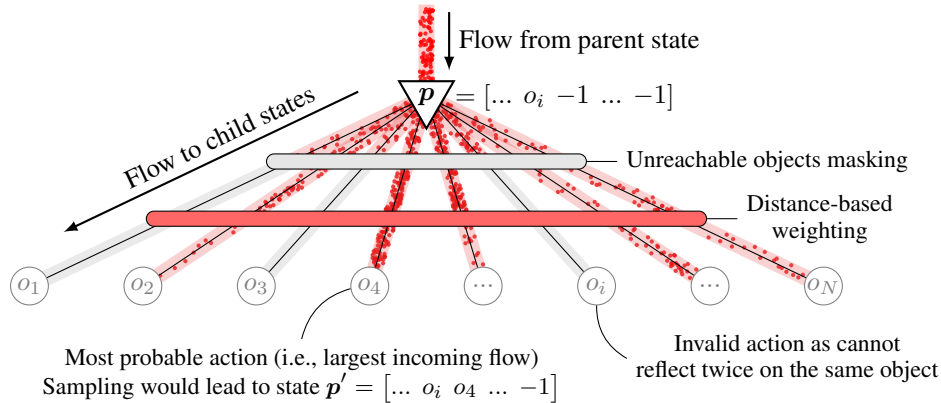 Flow from parent state
p = [... o_i −1 ... −1]
Flow to child states
Unreachable objects masking
Distance-based
weighting
o_1 o_2 o_3 o_4 ... o_i ... o_N
Most probable action (i.e., largest incoming flow)
Sampling would lead to state p′ = [... o_i o_4 ... −1]
Invalid action as cannot
reflect twice on the same object